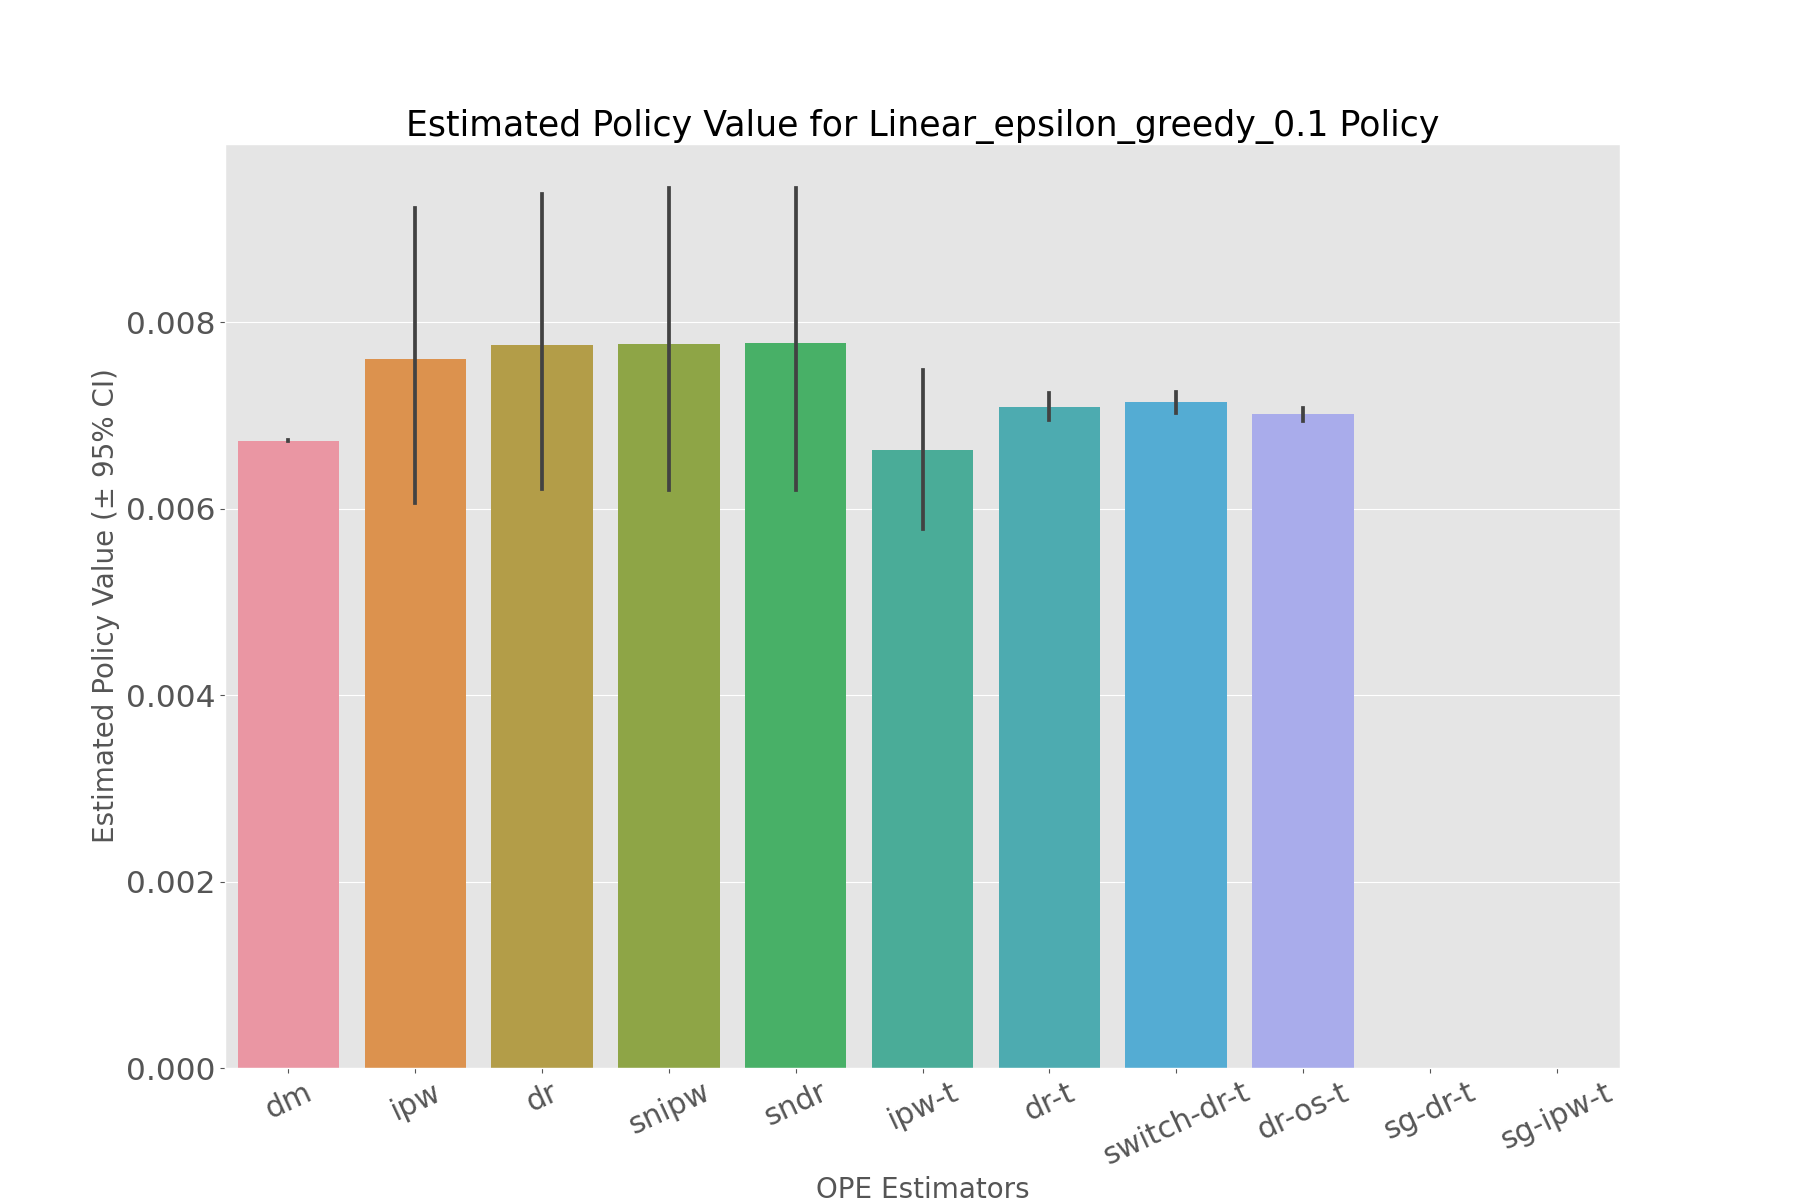 Estimated Policy Value for Linear_epsilon_greedy_0.1 Policy
Estimated Policy Value (± 95% CI)
0.008
0.006
0.004
0.002
0.000
dm
ipw
dr
snipw
sndr
ipw-t
dr-t
switch-dr-t
dr-os-t
sg-dr-t
sg-ipw-t
OPE Estimators